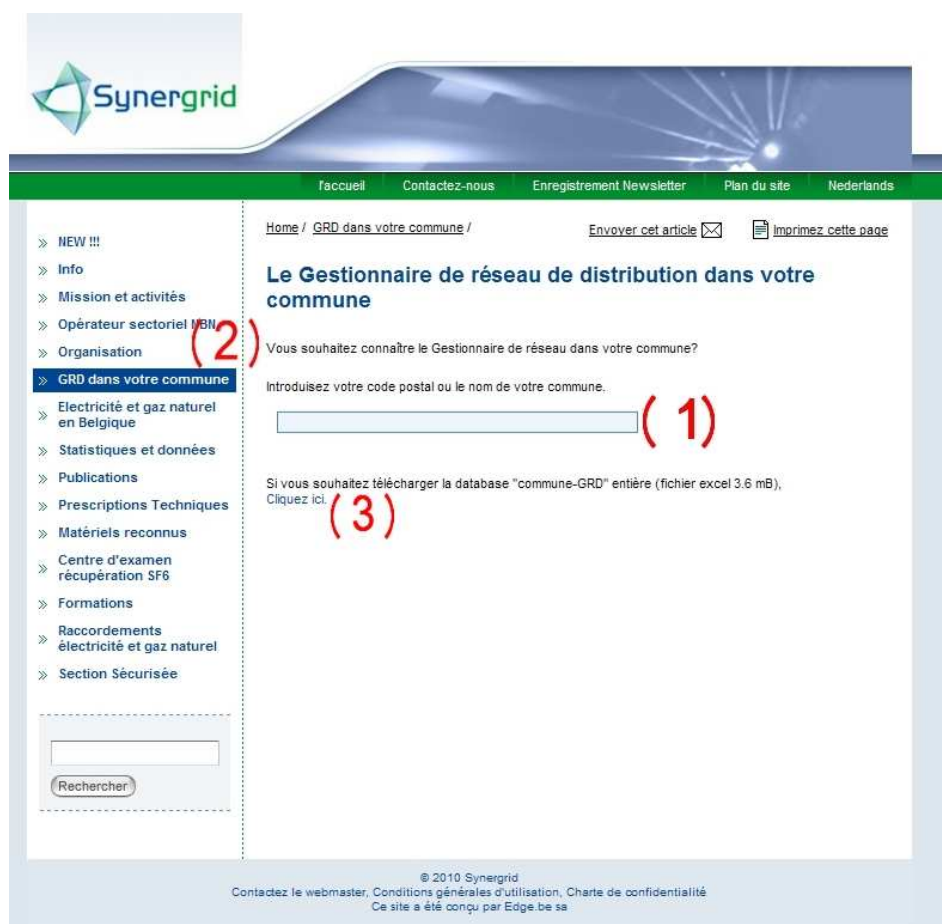 Synergrid
l'accueil Contactez-nous Enregistrement Newsletter Plan du site Nederlands
NEW !!!
Info
Mission et activités
Opérateur sectoriel NBN
Organisation
GRD dans votre commune
Electricité et gaz naturel
en Belgique
Statistiques et données
Publications
Prescriptions Techniques
Matériels reconnus
Centre d'examen
récupération SF6
Formations
Raccordements
électricité et gaz naturel
Section Sécurisée
Rechercher
(2)
Home / GRD dans votre commune /
Envoyer cet article
Imprimez cette page
Le Gestionnaire de réseau de distribution dans votre
commune
Vous souhaitez connaître le Gestionnaire de réseau dans votre commune?
Introduisez votre code postal ou le nom de votre commune.
(1)
Si vous souhaitez télécharger la database "commune-GRD" entière (fichier excel 3.6 mB),
Cliquez ici.
(3)
© 2010 Synergrid
Contactez le webmaster, Conditions générales d'utilisation, Charte de confidentialité
Ce site a été conçu par Edge.be sa